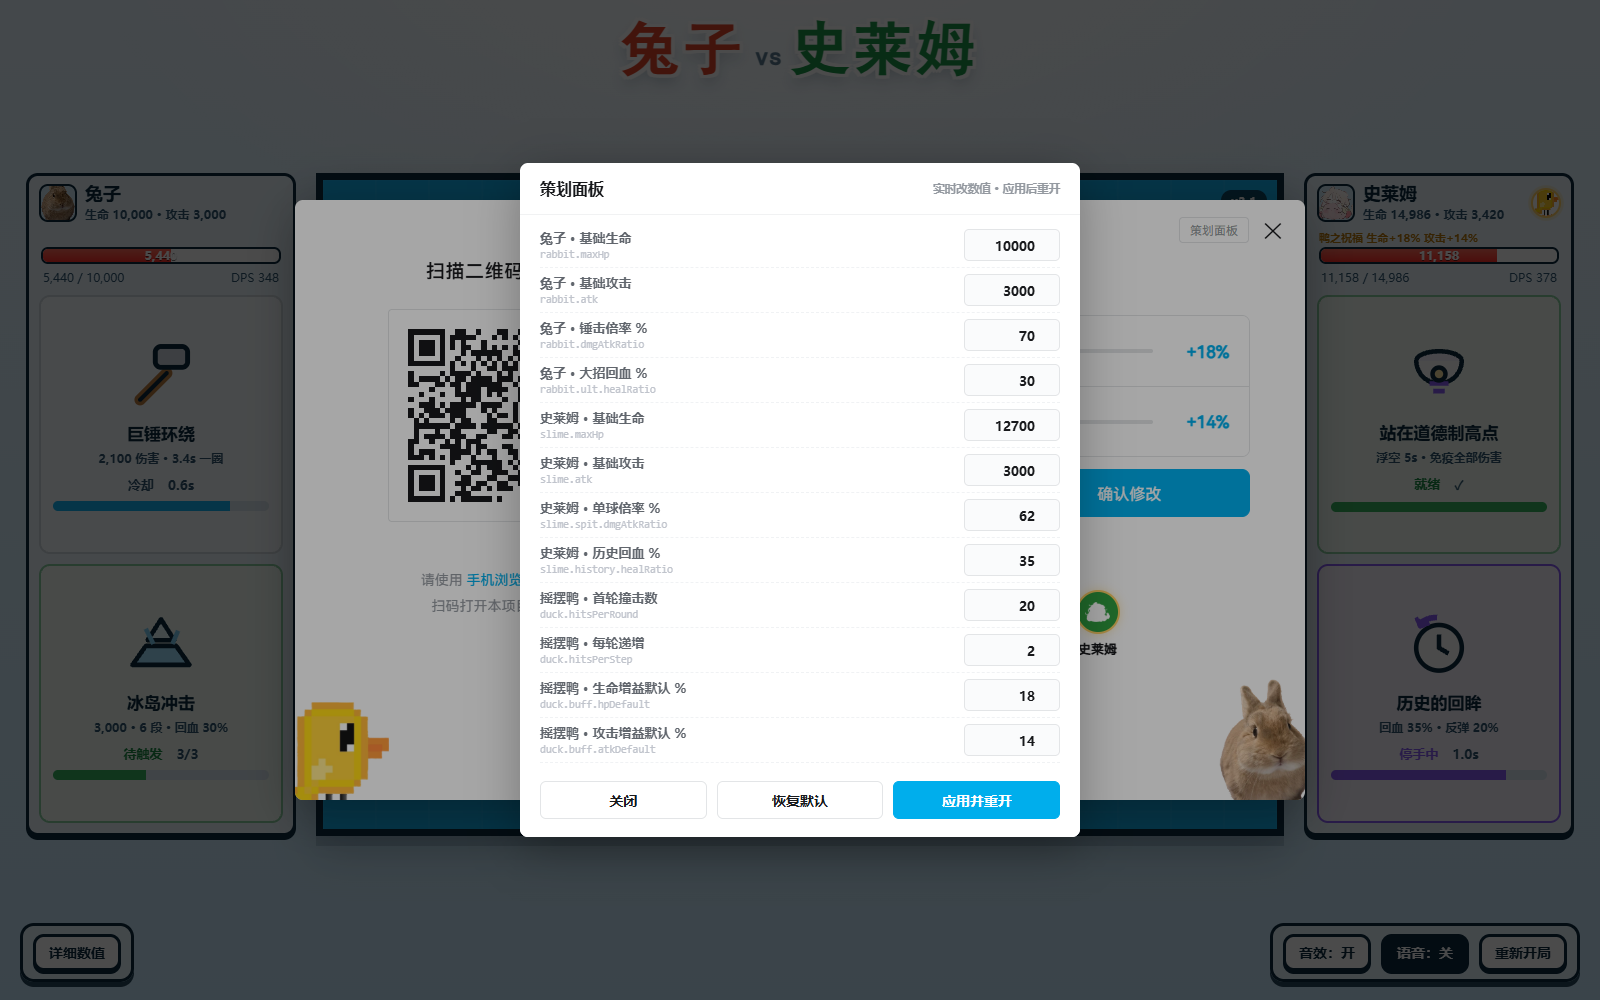 兔子 vs 史莱姆
兔子
生命 10,000 • 攻击 3,000
5,440 / 10,000
DPS 348
巨锤环绕
2,100 伤害 • 3.4s 一圈
冷却 0.6s
冰岛冲击
3,000 • 6 段 • 回血 30%
待触发 3/3
扫描二维码
请使用 手机浏览
扫码打开本项目
策划面板
实时改数值 • 应用后重开
兔子 • 基础生命
rabbit.maxHp
10000
兔子 • 基础攻击
rabbit.atk
3000
兔子 • 锤击倍率 %
rabbit.dmgAtkRatio
70
兔子 • 大招回血 %
rabbit.ult.healRatio
30
史莱姆 • 基础生命
slime.maxHp
12700
史莱姆 • 基础攻击
slime.atk
3000
史莱姆 • 单球倍率 %
slime.spit.dmgAtkRatio
62
史莱姆 • 历史回血 %
slime.history.healRatio
35
摇摆鸭 • 首轮撞击数
duck.hitsPerRound
20
摇摆鸭 • 每轮递增
duck.hitsPerStep
2
摇摆鸭 • 生命增益默认 %
duck.buff.hpDefault
18
摇摆鸭 • 攻击增益默认 %
duck.buff.atkDefault
14
关闭
恢复默认
应用并重开
策划面板
+18%
+14%
确认修改
史莱姆
史莱姆
生命 14,986 • 攻击 3,420
鸭之祝福 生命+18% 攻击+14%
11,158
11,158 / 14,986
DPS 378
站在道德制高点
浮空 5s • 免疫全部伤害
就绪 ✓
历史的回眸
回血 35% • 反弹 20%
停手中 1.0s
详细数值
音效：开
语音：关
重新开局